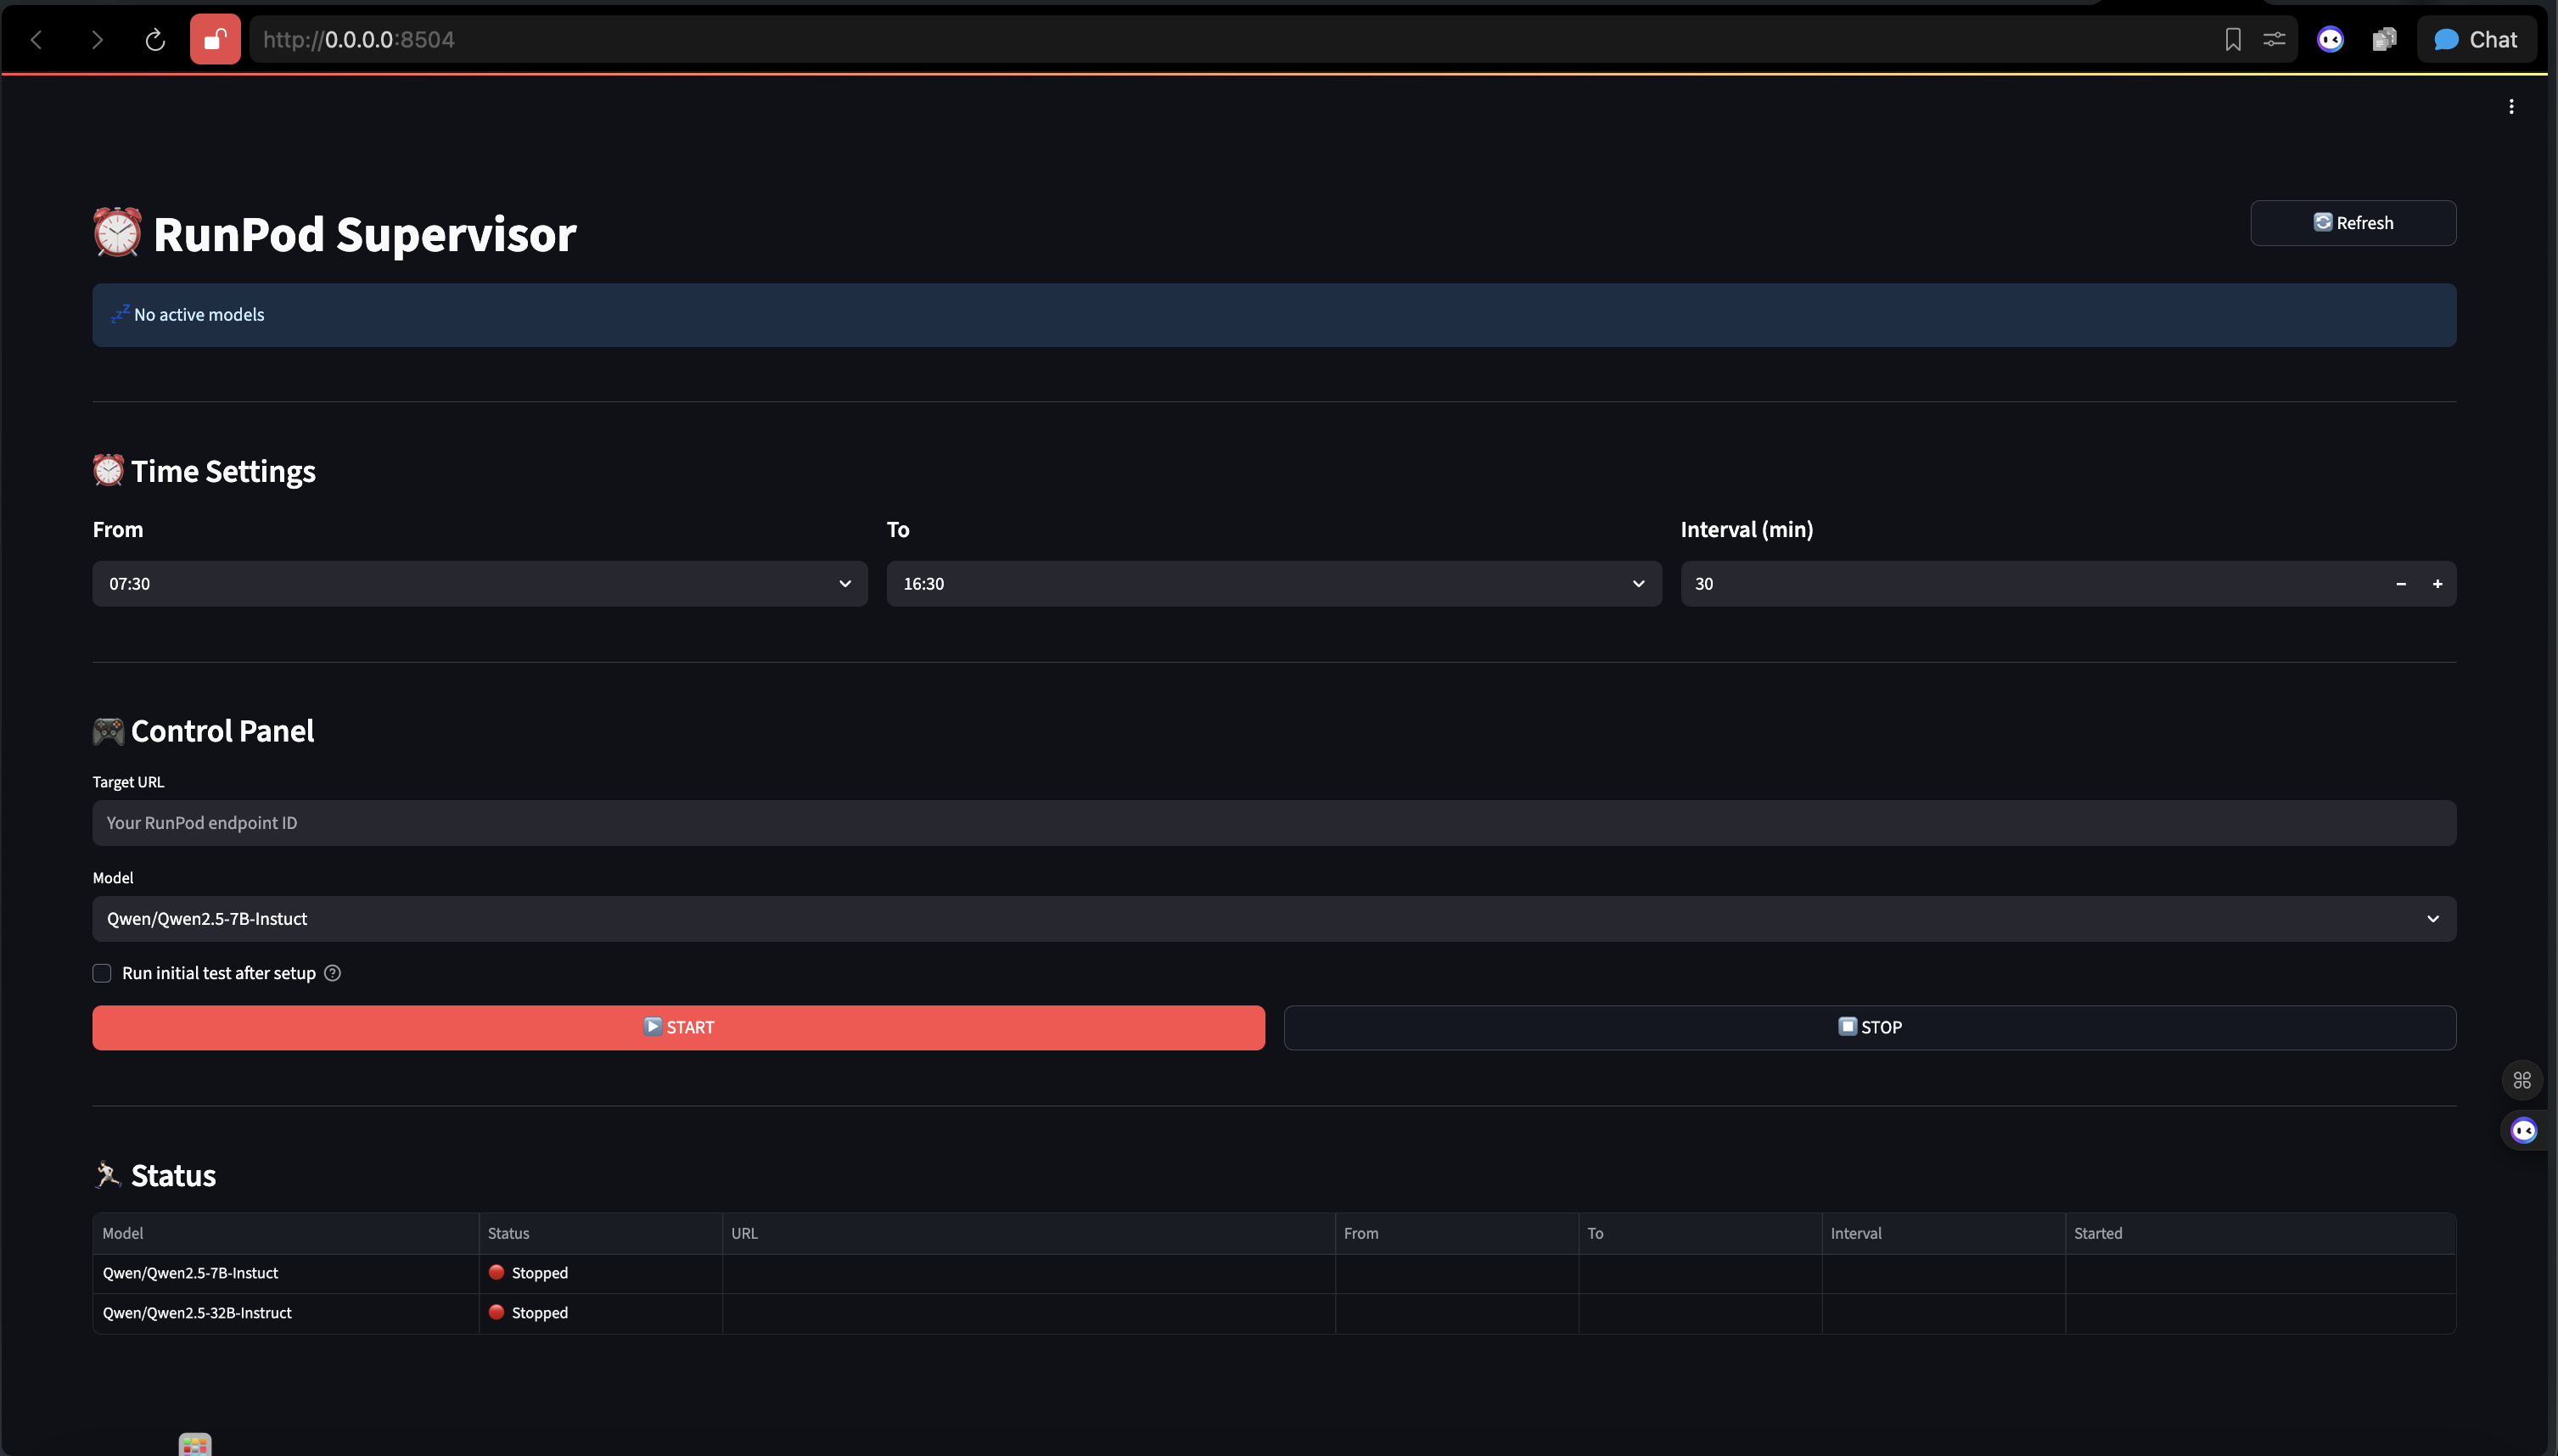 http://0.0.0.0:8504
Chat
RunPod Supervisor
Refresh
No active models
Time Settings
From
To
Interval (min)
07:30
16:30
30
Control Panel
Target URL
Your RunPod endpoint ID
Model
Qwen/Qwen2.5-7B-Instuct
Run initial test after setup
START
STOP
Status
Model Status URL From To Interval Started
Qwen/Qwen2.5-7B-Instuct Stopped
Qwen/Qwen2.5-32B-Instruct Stopped